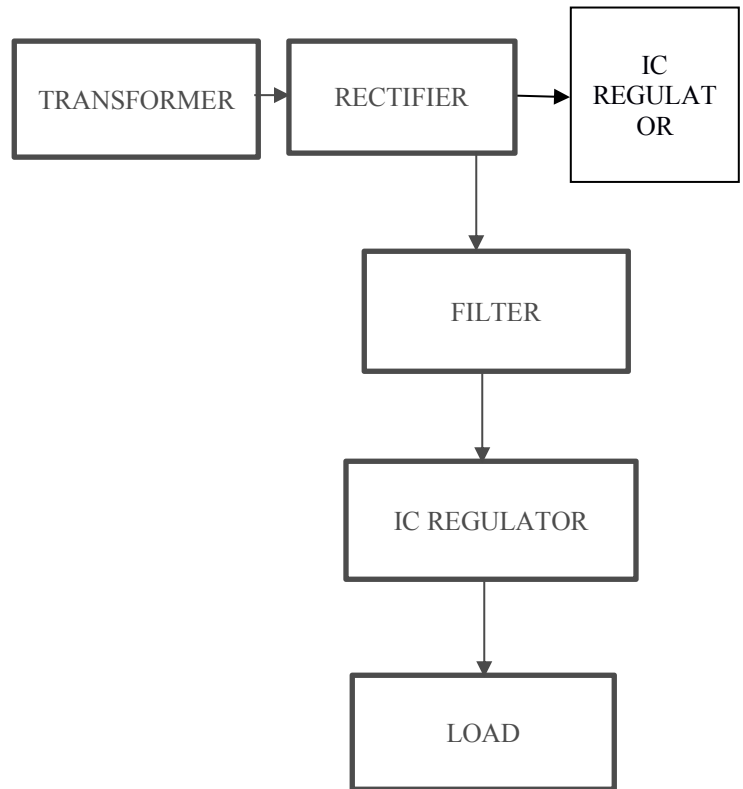 TRANSFORMER
RECTIFIER
IC
REGULAT
OR
FILTER
IC REGULATOR
LOAD